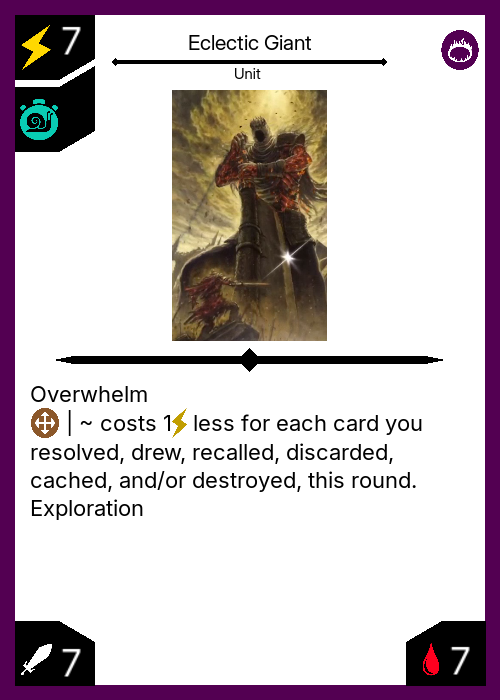 7
Eclectic Giant
Unit
Overwhelm
| ~ costs 1 less for each card you
resolved, drew, recalled, discarded,
cached, and/or destroyed, this round.
Exploration
7
7